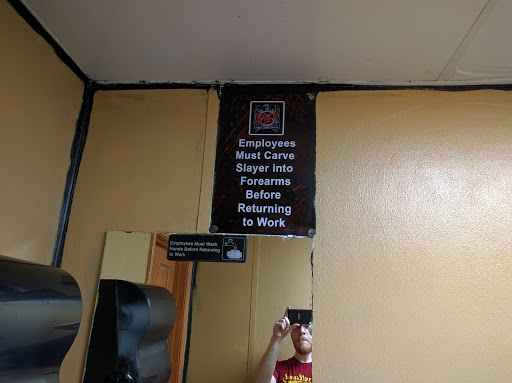 Employees
Must Carve
Slayer into
Forearms
Before
Returning
to Work
Employees Must Wash
Hands Before Returning
to Work